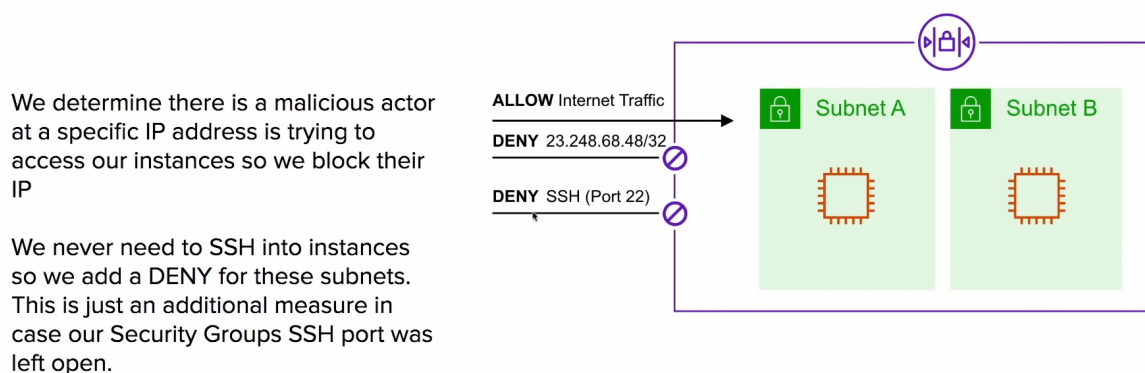 We determine there is a malicious actor
at a specific IP address is trying to
access our instances so we block their
IP
We never need to SSH into instances
so we add a DENY for these subnets.
This is just an additional measure in
case our Security Groups SSH port was
left open.
ALLOW Internet Traffic
DENY 23.248.68.48/32
DENY SSH (Port 22)
Subnet A
Subnet B